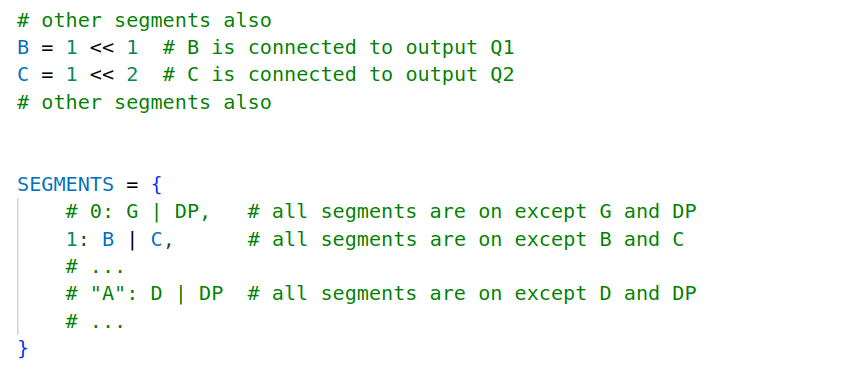 # other segments also
B = 1 << 1  # B is connected to output Q1
C = 1 << 2  # C is connected to output Q2
# other segments also
SEGMENTS = {
    # 0: G | DP,   # all segments are on except G and DP
    1: B | C,      # all segments are on except B and C
    # ...
    # "A": D | DP  # all segments are on except D and DP
    # ...
}